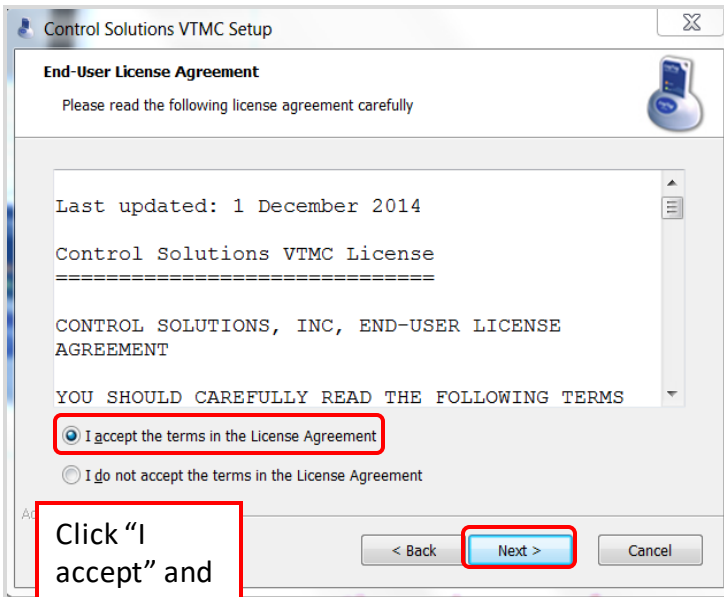 Control Solutions VTMC Setup
End-User License Agreement
Please read the following license agreement carefully
Last updated: 1 December 2014
Control Solutions VTMC License
==============================
CONTROL SOLUTIONS, INC, END-USER LICENSE
AGREEMENT
YOU SHOULD CAREFULLY READ THE FOLLOWING TERMS
I accept the terms in the License Agreement
I do not accept the terms in the License Agreement
Click “I
accept” and
< Back Next > Cancel